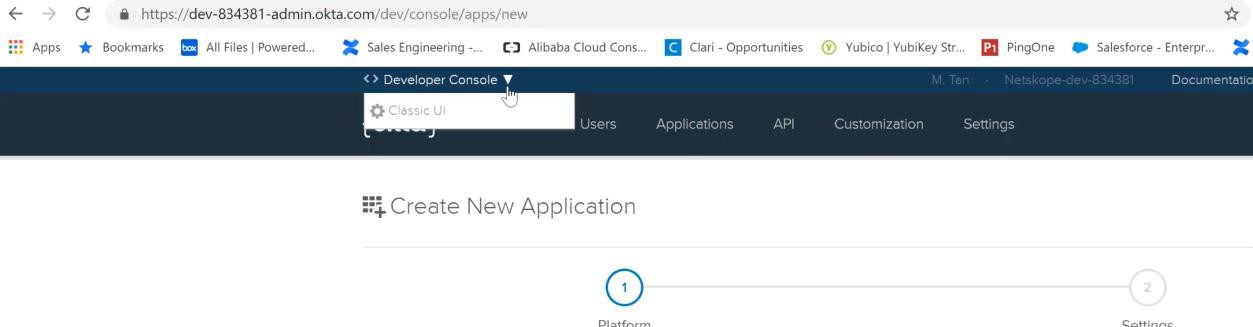 https://dev-834381-admin.okta.com/dev/console/apps/new
Apps Bookmarks box All Files | Powered... Sales Engineering -... Alibaba Cloud Cons... C Clari - Opportunities Yubico | YubiKey Str... P1 PingOne Salesforce - Enterpr...
<> Developer Console ▼ M. Tan · Netskope-dev-834381 Documentatio
Classic UI
Users Applications API Customization Settings
Create New Application
1 2
Platform Settings